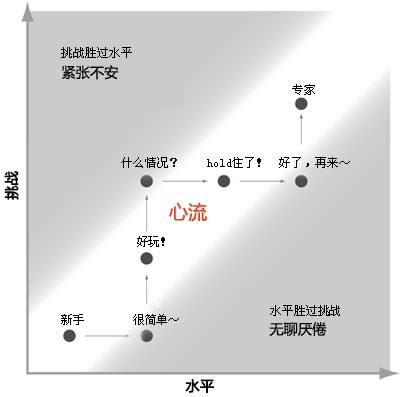 挑战胜过水平
紧张不安
专家
什么情况？
hold住了！
好了，再来～
心流
好玩！
新手
很简单～
水平胜过挑战
无聊厌倦
挑战
水平